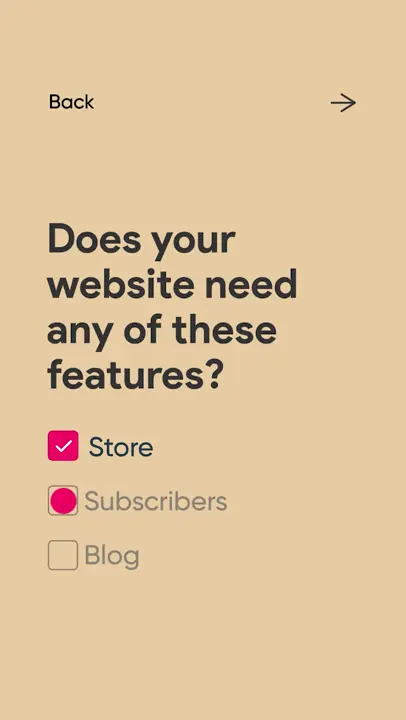 Back
Does your
website need
any of these
features?
Store
Subscribers
Blog